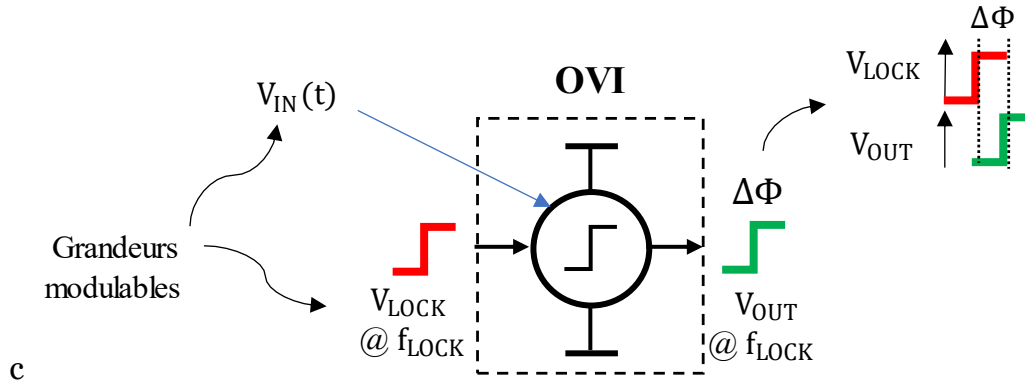 ΔΦ
V_LOCK
V_OUT
OVI
V_IN(t)
ΔΦ
Grandeurs
modulables
V_LOCK
@ f_LOCK
V_OUT
@ f_LOCK
c